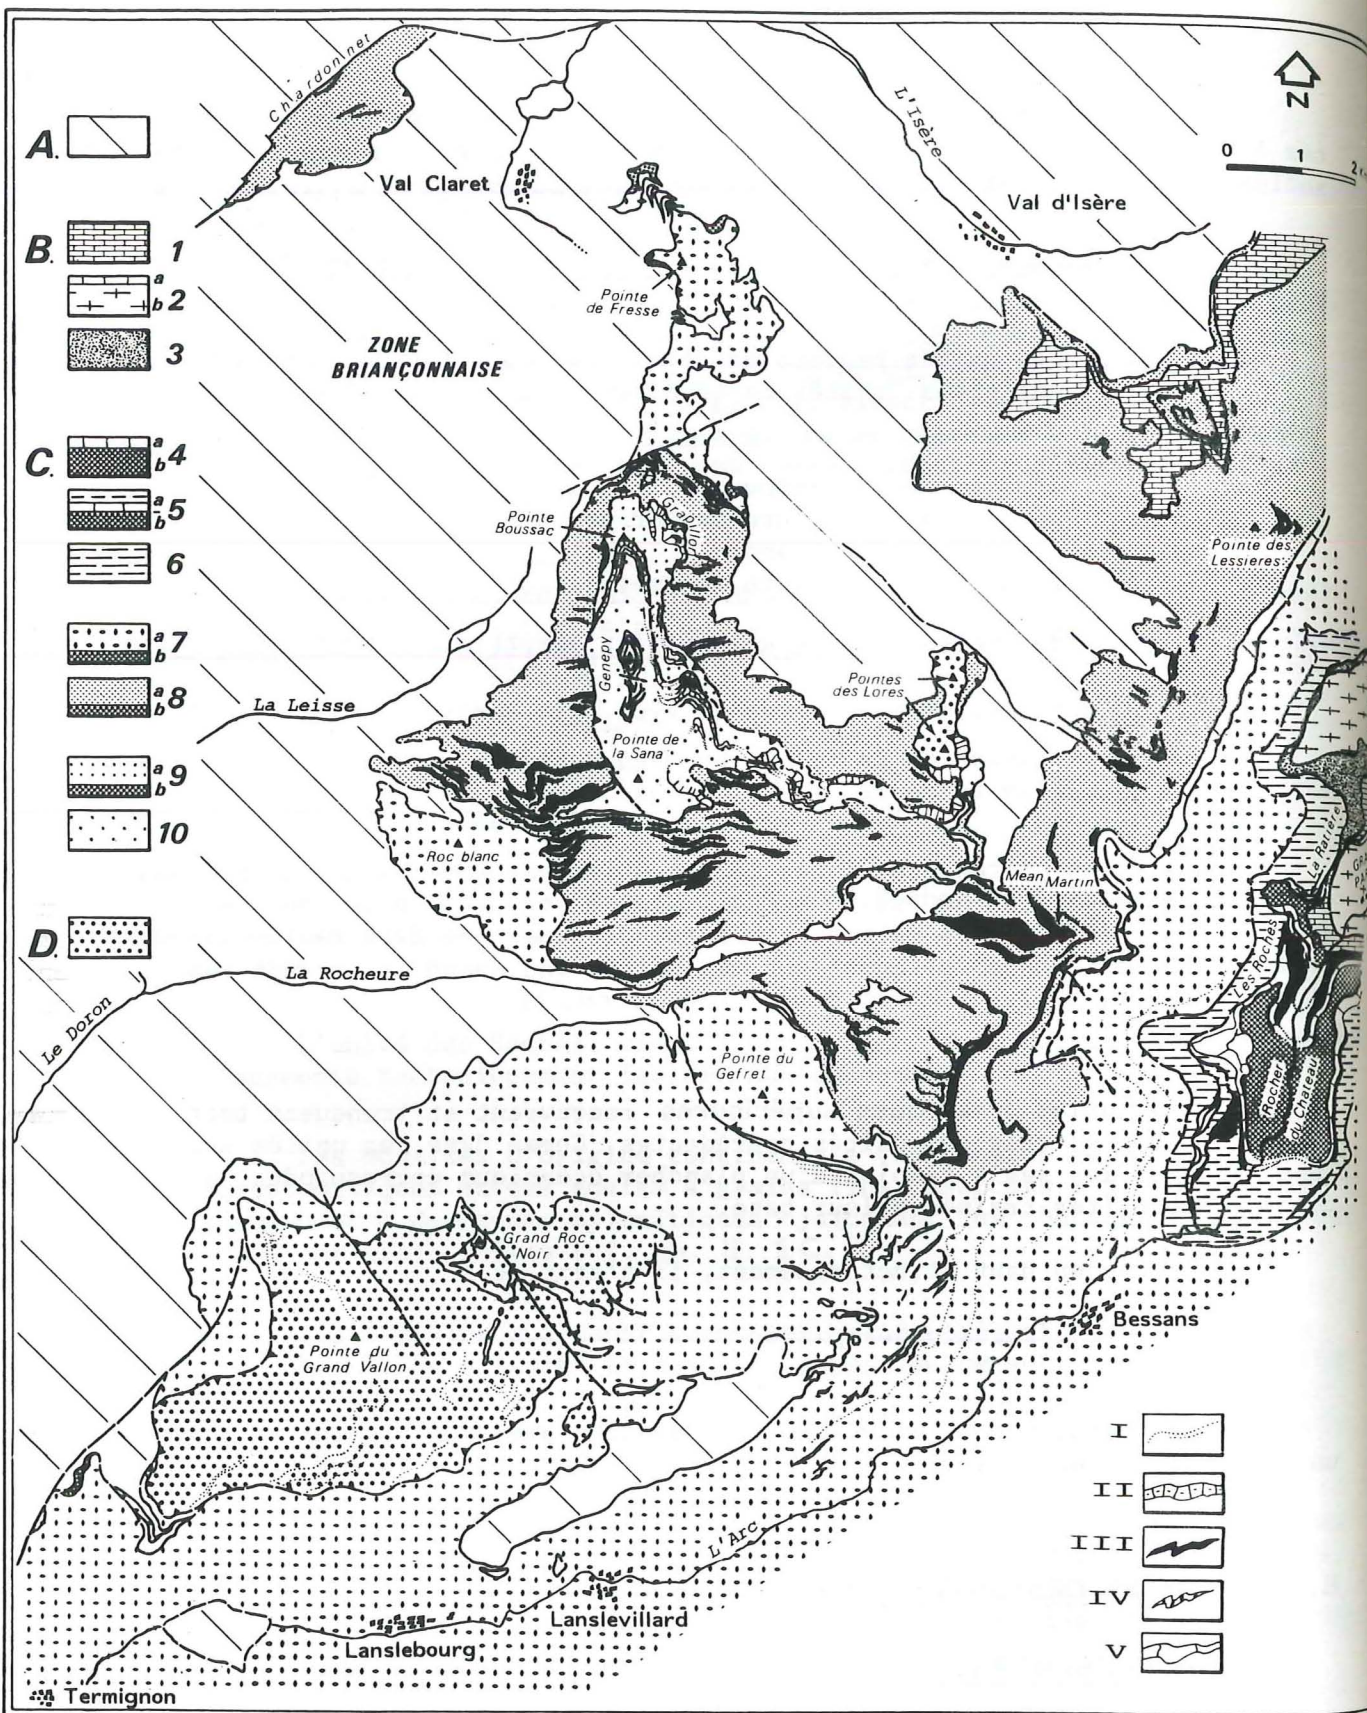 Chardonnet
L'Isère
N
0 1 2
A.
Val Claret
Val d'Isère
B. 1
a
b 2
3
Pointe
de Fresse
ZONE
BRIANÇONNAISE
C. a
b 4
a
b 5
6
a
b 7
a
b 8
a
b 9
10
D.
Pointe
Boussac
Grapillon
Pointe des
Lessieres
Genepy
La Leisse
Pointes
des Lores
Pointe de
la Sana
Roc blanc
Mean Martin
La Rocheure
Le Doron
Les Roches
Rocher
du Chateau
Pointe du
Gefret
Grand Roc
Noir
Bessans
Pointe du
Grand Vallon
I
II
III
IV
V
L'Arc
Lanslevillard
Lanslebourg
Termignon